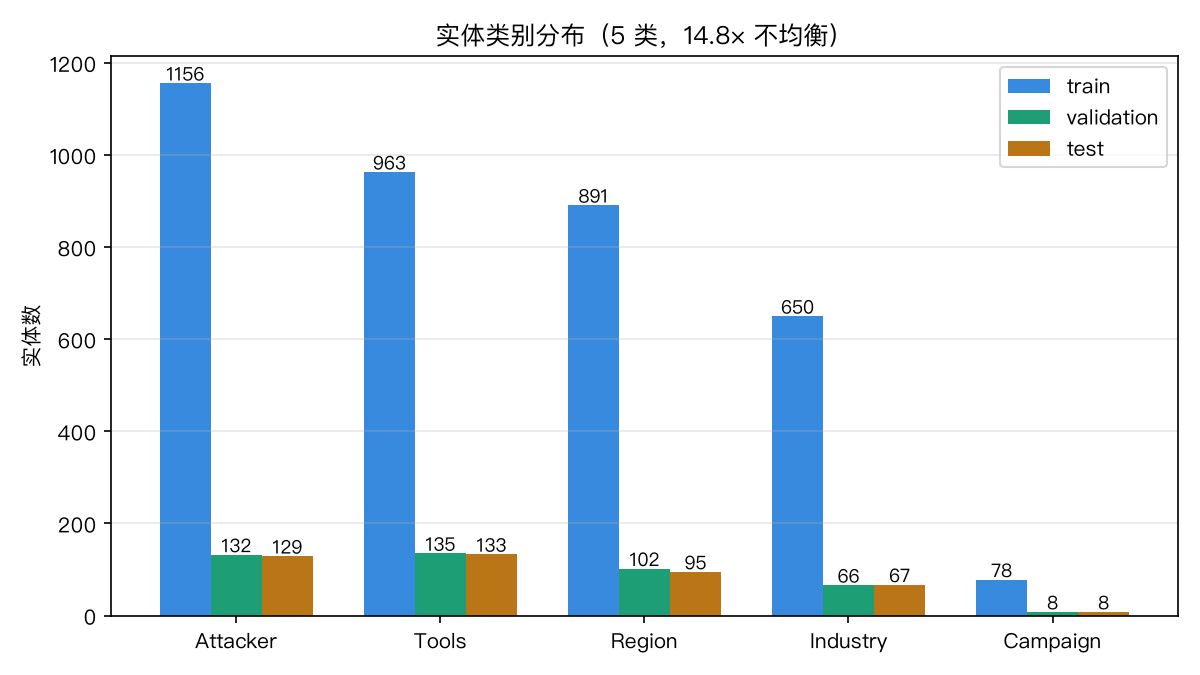 实体类别分布（5 类，14.8× 不均衡）
1200
1000
800
600
400
200
0
实体数
train
validation
test
1156
132
129
963
135
133
891
102
95
650
66
67
78
8
8
Attacker
Tools
Region
Industry
Campaign